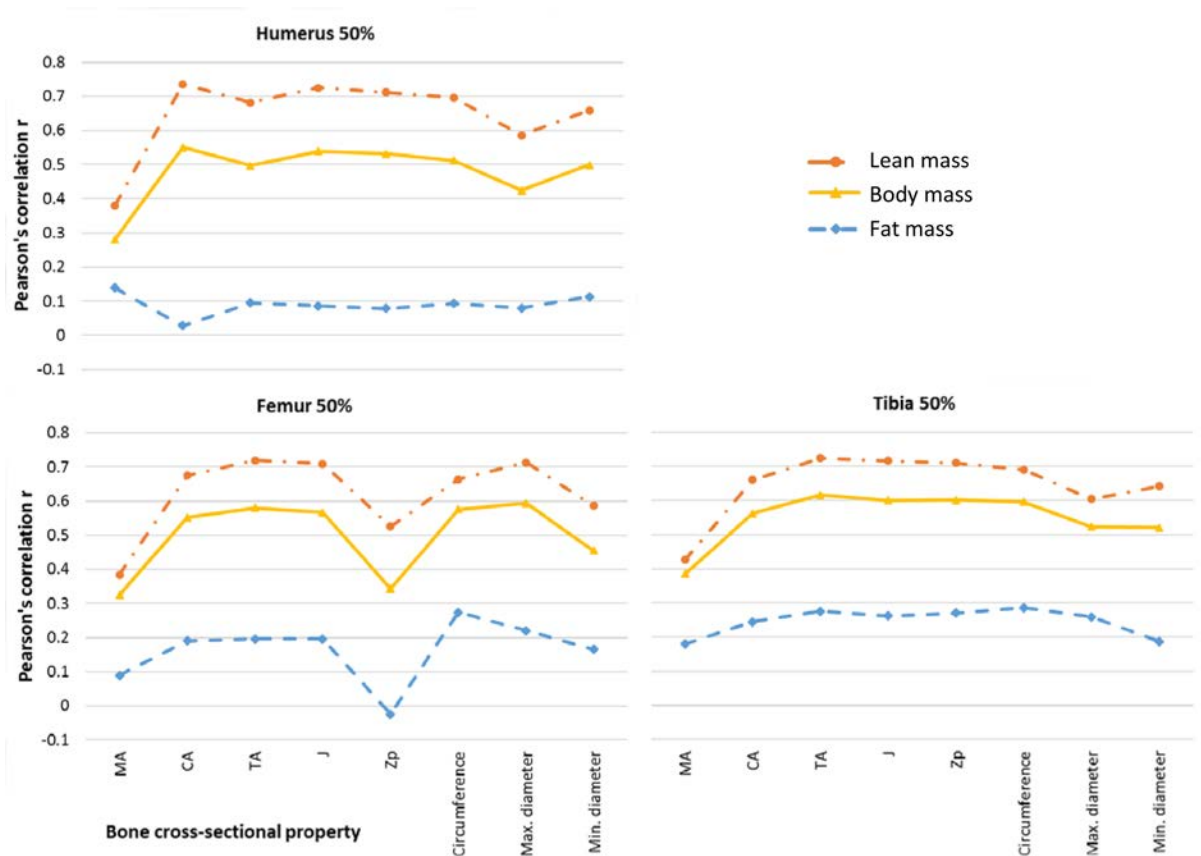 Humerus 50%
Pearson's correlation r
0.8
0.7
0.6
0.5
0.4
0.3
0.2
0.1
0
-0.1
Lean mass
Body mass
Fat mass
Femur 50%
Pearson's correlation r
0.8
0.7
0.6
0.5
0.4
0.3
0.2
0.1
0
-0.1
MA
CA
TA
J
Zp
Circumference
Max. diameter
Min. diameter
Tibia 50%
MA
CA
TA
J
Zp
Circumference
Max. diameter
Min. diameter
Bone cross-sectional property